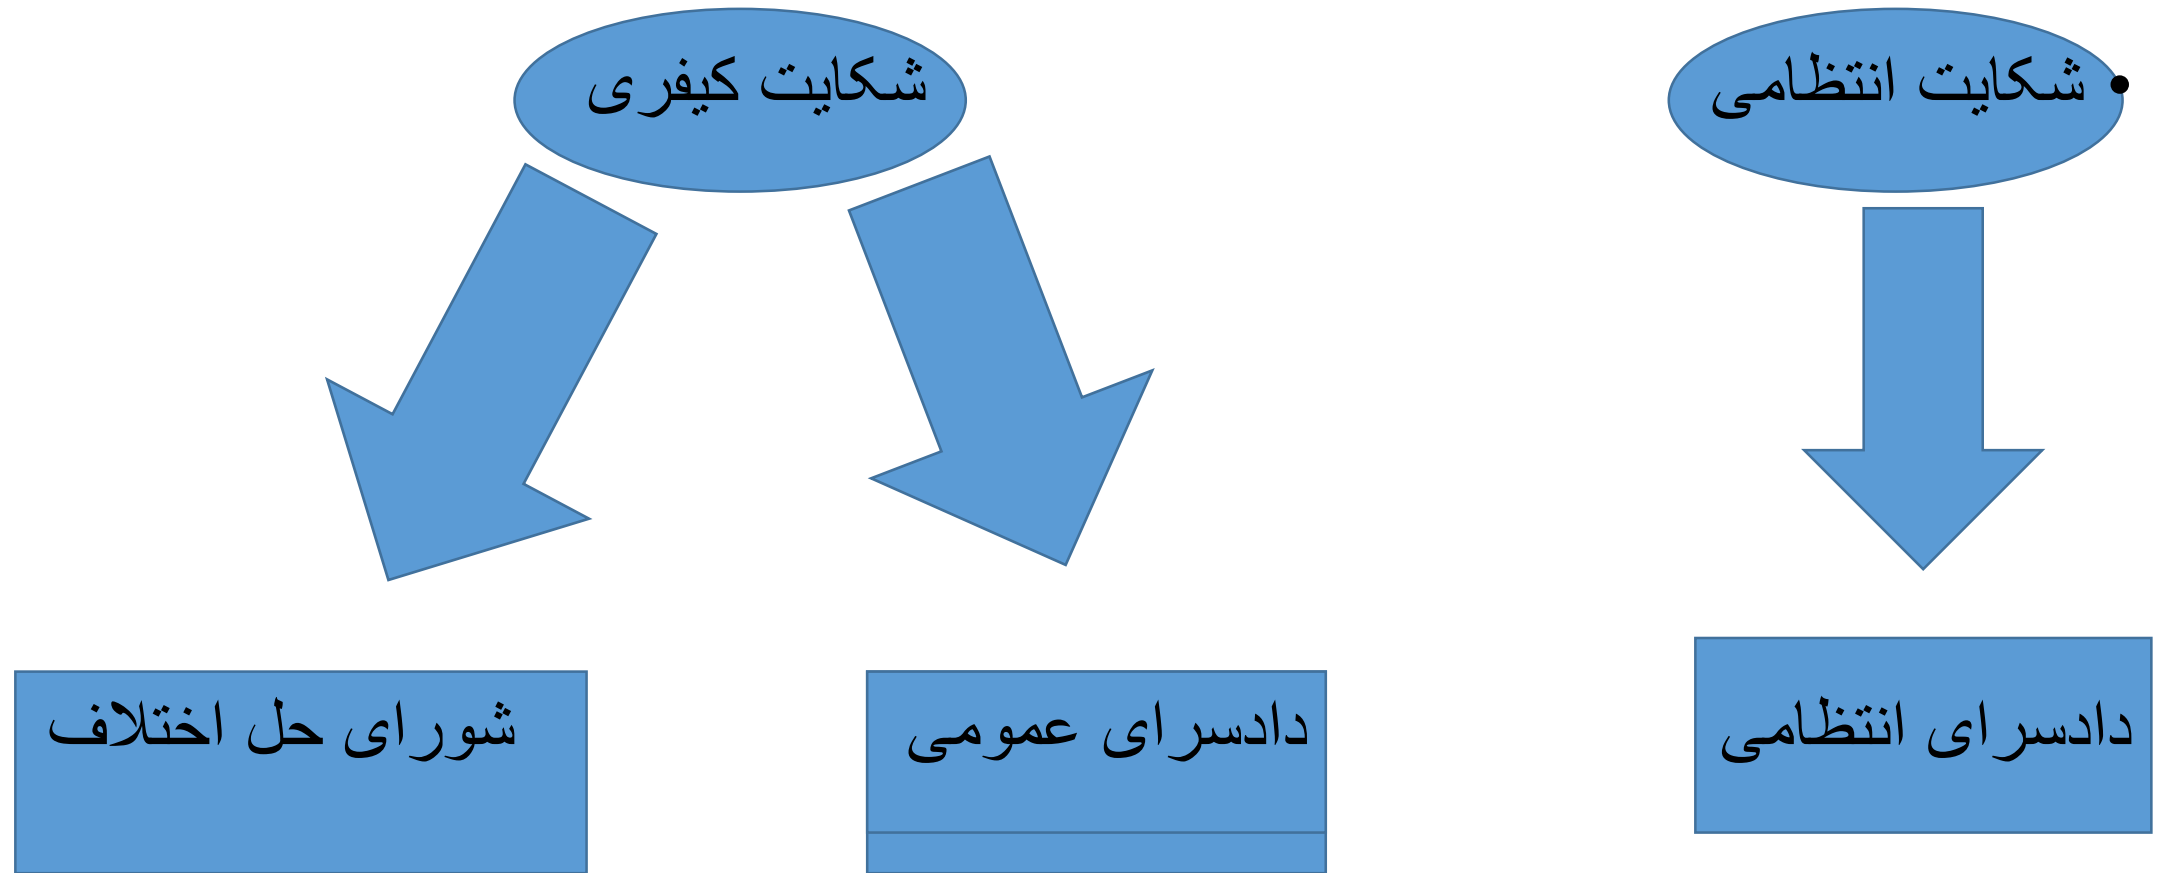 • شکایت انتظامی
شکایت کیفری
دادسرای انتظامی
دادسرای عمومی
شورای حل اختلاف